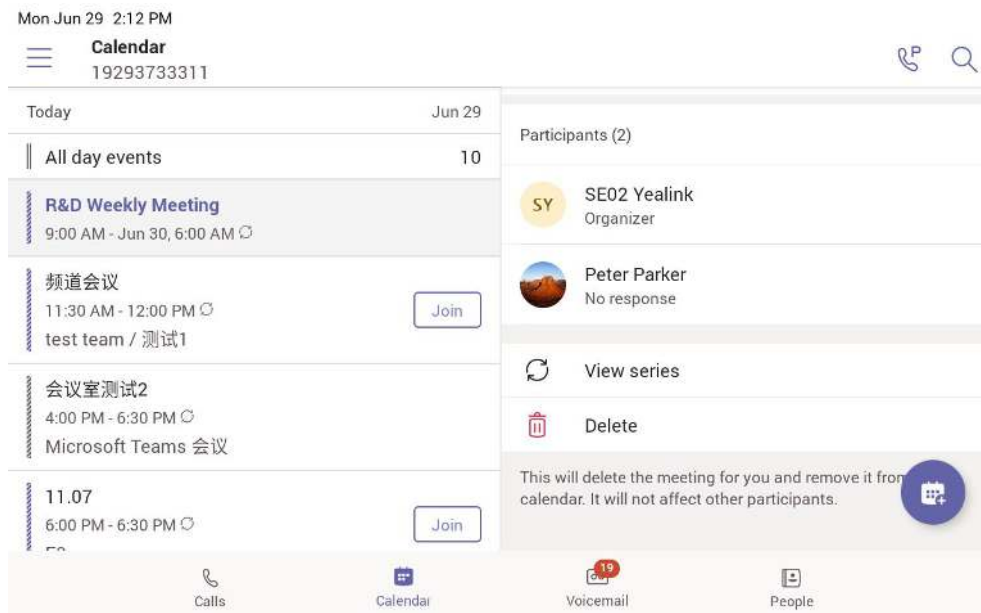 Mon Jun 29 2:12 PM
Calendar
19293733311
Today Jun 29
All day events 10
R&D Weekly Meeting
9:00 AM - Jun 30, 6:00 AM
频道会议
11:30 AM - 12:00 PM
Join
test team / 测试1
会议室测试2
4:00 PM - 6:30 PM
Microsoft Teams 会议
11.07
6:00 PM - 6:30 PM
Join
Participants (2)
SY
SE02 Yealink
Organizer
Peter Parker
No response
View series
Delete
This will delete the meeting for you and remove it from
calendar. It will not affect other participants.
19
Calls Calendar Voicemail People